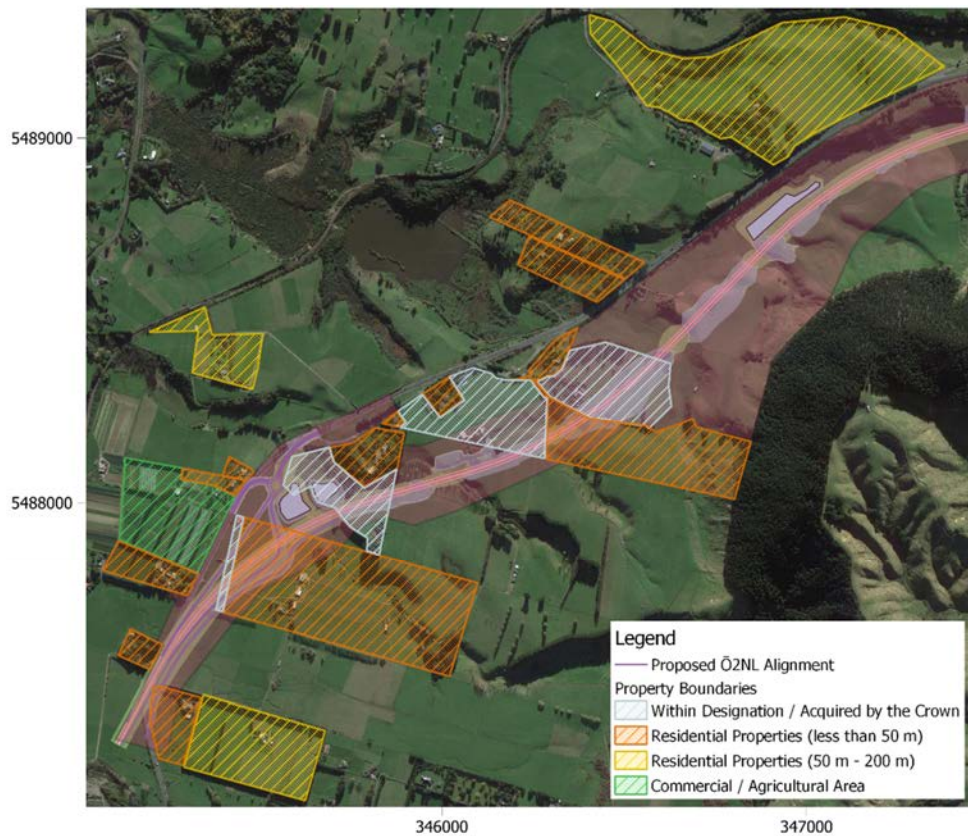 5489000
5488000
Legend
Proposed Ō2NL Alignment
Property Boundaries
Within Designation / Acquired by the Crown
Residential Properties (less than 50 m)
Residential Properties (50 m - 200 m)
Commercial / Agricultural Area
346000
347000